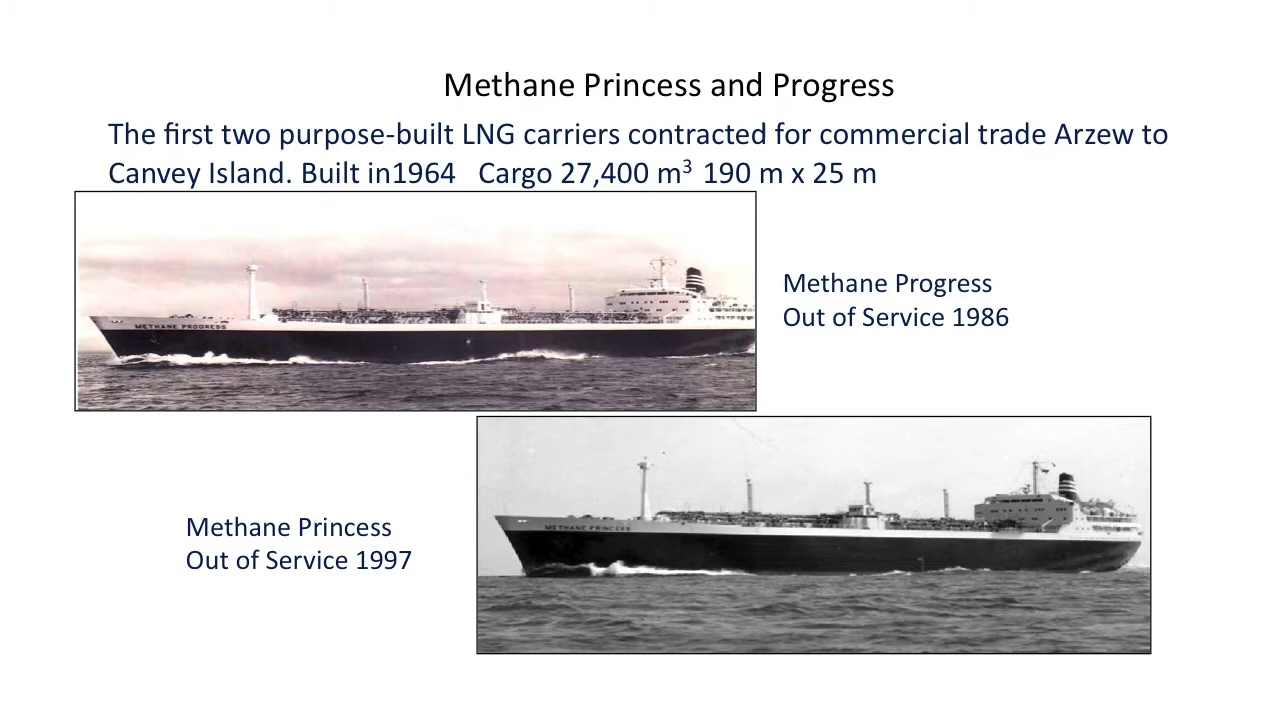 Methane Princess and Progress
The first two purpose-built LNG carriers contracted for commercial trade Arzew to
Canvey Island. Built in1964 Cargo 27,400 m³ 190 m x 25 m
METHANE PROGRESS
Methane Progress
Out of Service 1986
METHANE PRINCESS
Methane Princess
Out of Service 1997